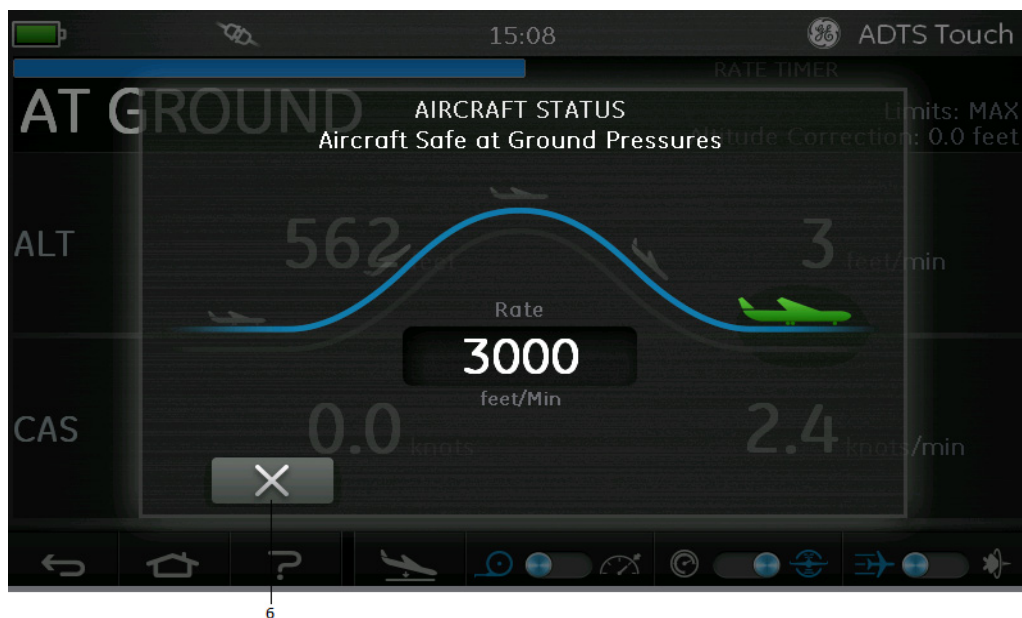 15:08
ADTS Touch
RATE TIMER
AT GROUND
Limits: MAX
Altitude Correction: 0.0 feet
AIRCRAFT STATUS
Aircraft Safe at Ground Pressures
ALT
562 feet
3 feet/min
Rate
3000
feet/Min
CAS
0.0 knots
2.4 knots/min
?
6